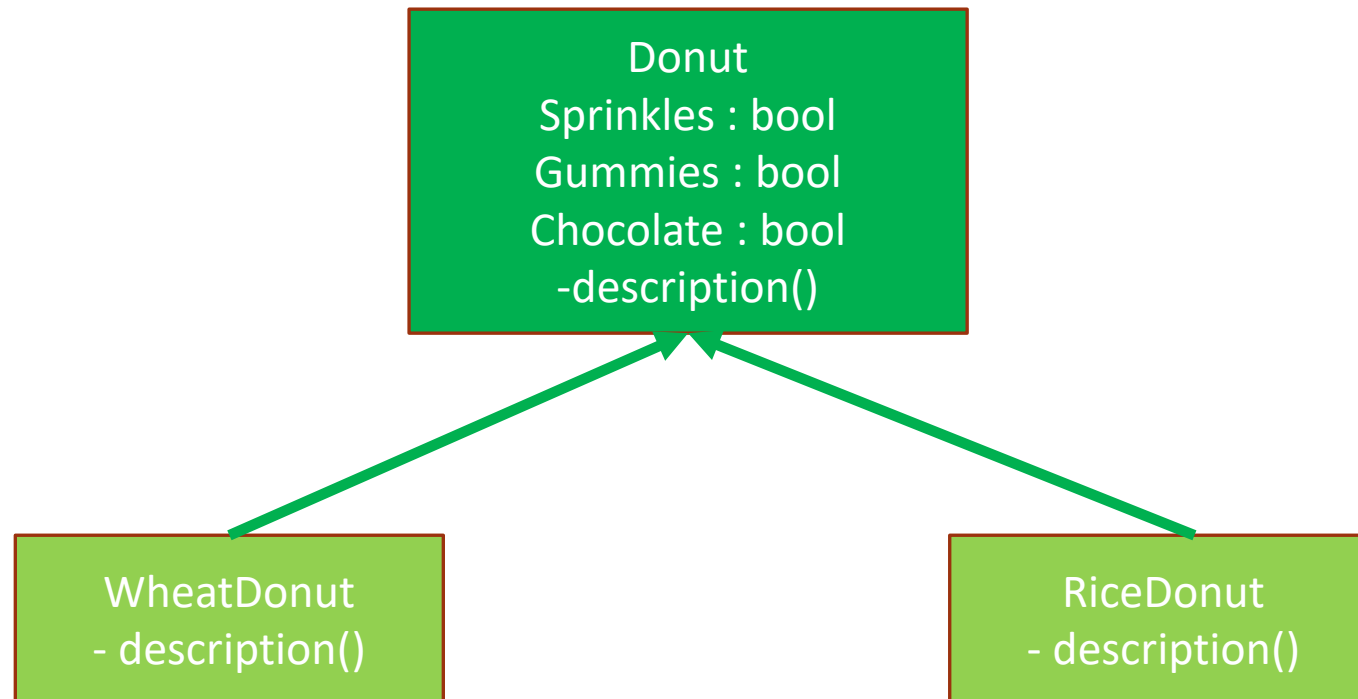 Donut
Sprinkles : bool
Gummies : bool
Chocolate : bool
-description()
WheatDonut
- description()
RiceDonut
- description()